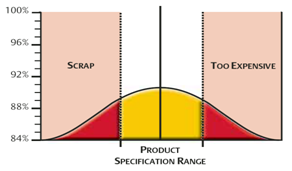 100%
96%
92%
88%
84%
SCRAP
TOO EXPENSIVE
PRODUCT
SPECIFICATION RANGE